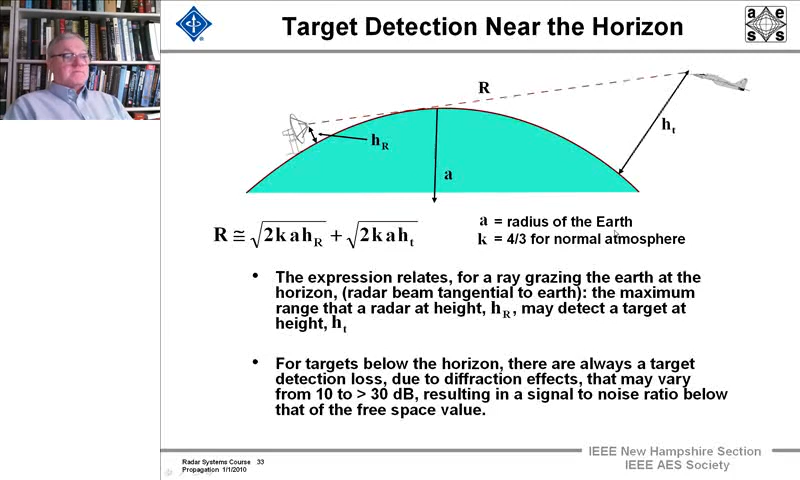 Target Detection Near the Horizon
a e
s s
R
h_t
h_R
a
R ≅ √2 k a h_R + √2 k a h_t
a = radius of the Earth
k = 4/3 for normal atmosphere
• The expression relates, for a ray grazing the earth at the
horizon, (radar beam tangential to earth): the maximum
range that a radar at height, h_R, may detect a target at
height, h_t
• For targets below the horizon, there are always a target
detection loss, due to diffraction effects, that may vary
from 10 to > 30 dB, resulting in a signal to noise ratio below
that of the free space value.
Radar Systems Course 33
Propagation 1/1/2010
IEEE New Hampshire Section
IEEE AES Society